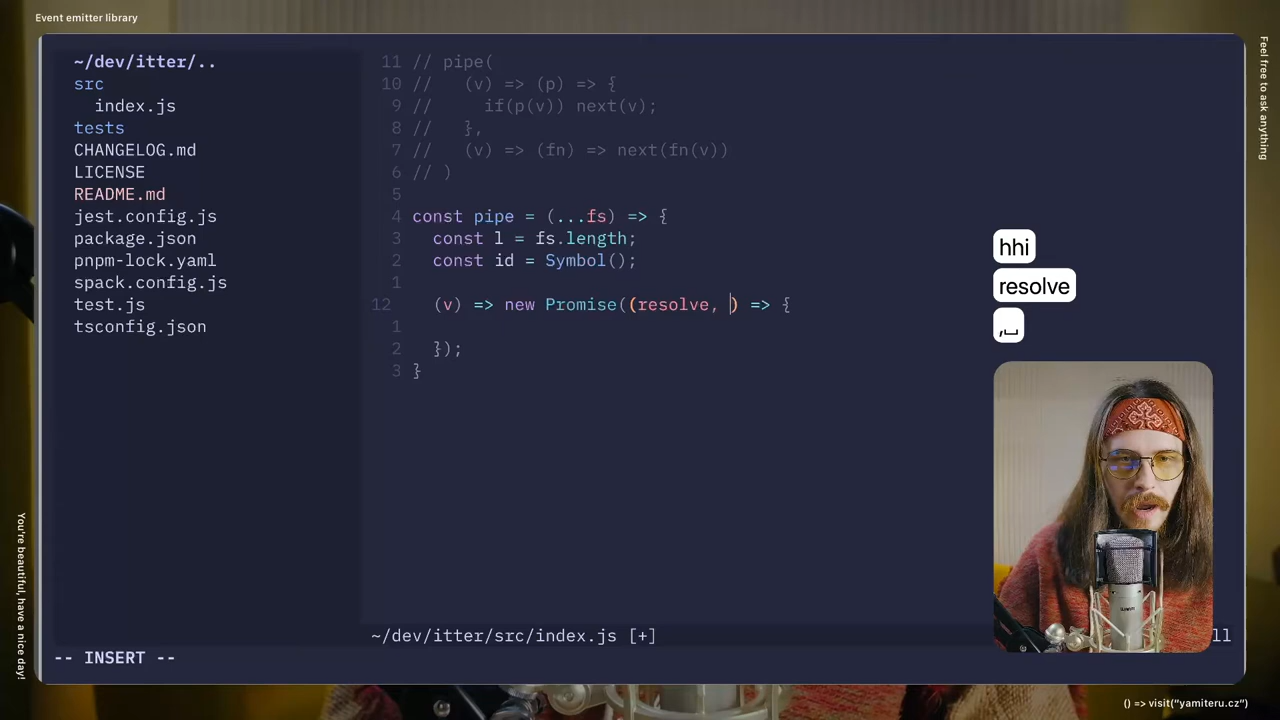 Event emitter library
Feel free to ask anything
~/dev/itter/..
src
index.js
tests
CHANGELOG.md
LICENSE
README.md
jest.config.js
package.json
pnpm-lock.yaml
spack.config.js
test.js
tsconfig.json
11 // pipe(
10 //   (v) => (p) => {
9 //     if(p(v)) next(v);
8 //   },
7 //   (v) => (fn) => next(fn(v))
6 // )
5
4 const pipe = (...fs) => {
3   const l = fs.length;
2   const id = Symbol();
1
12   (v) => new Promise((resolve, ) => {
1
2   });
3 }
hhi
resolve
,␣
~/dev/itter/src/index.js [+]
ll
-- INSERT --
You're beautiful, have a nice day!
() => visit("yamiteru.cz")